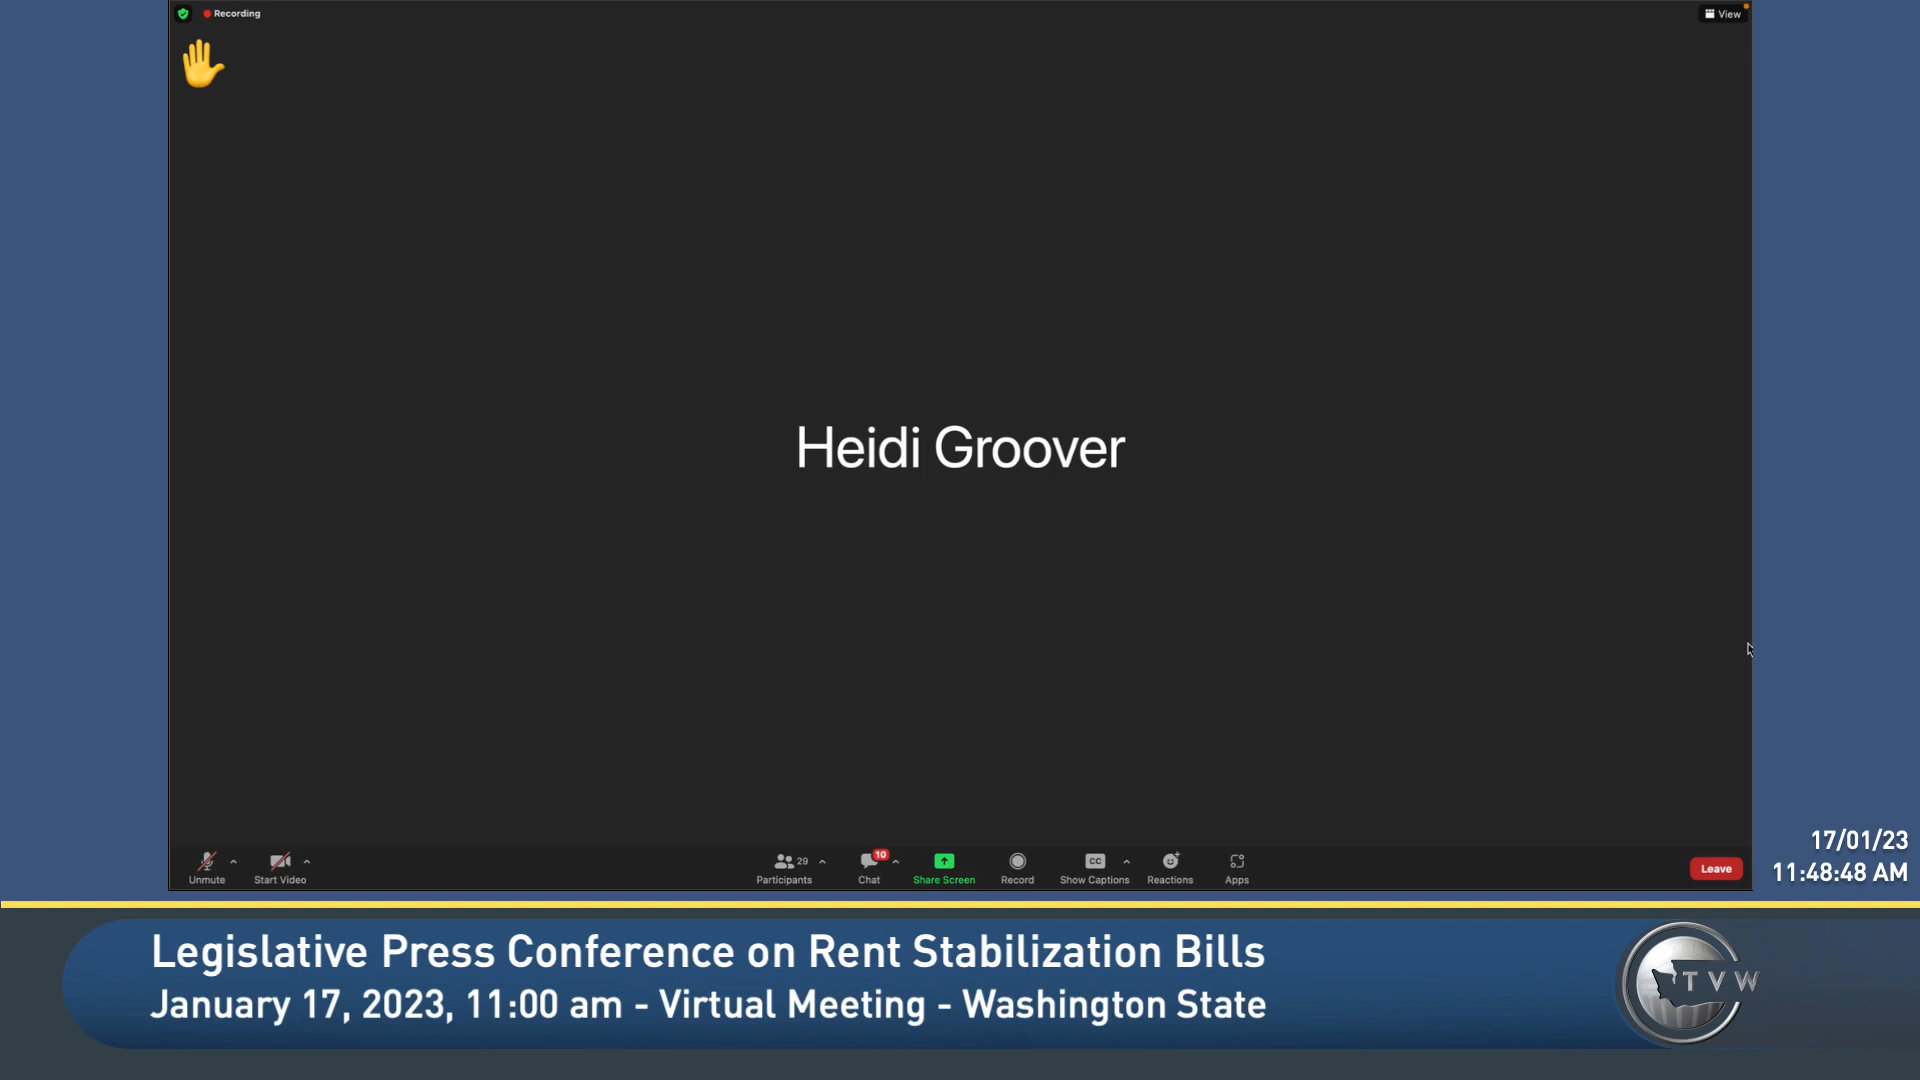 Recording
View
Heidi Groover
Unmute
Start Video
29
Participants
10
Chat
Share Screen
Record
CC
Show Captions
Reactions
Apps
Leave
17/01/23
11:48:48 AM
Legislative Press Conference on Rent Stabilization Bills
January 17, 2023, 11:00 am - Virtual Meeting - Washington State
TVW